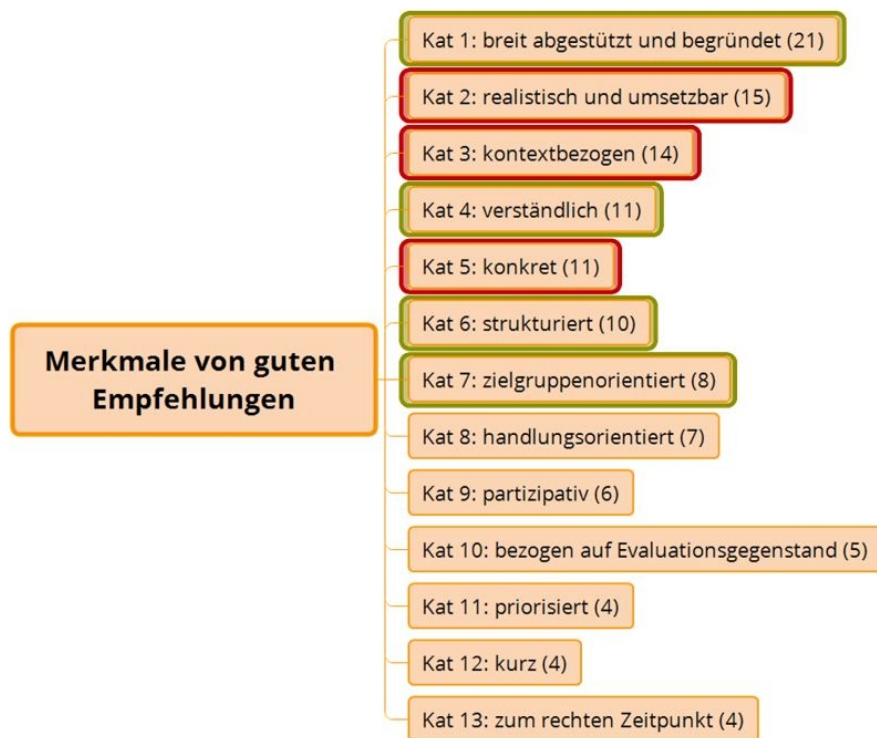 Kat 1: breit abgestützt und begründet (21)
Kat 2: realistisch und umsetzbar (15)
Kat 3: kontextbezogen (14)
Kat 4: verständlich (11)
Kat 5: konkret (11)
Kat 6: strukturiert (10)
Merkmale von guten
Empfehlungen
Kat 7: zielgruppenorientiert (8)
Kat 8: handlungsorientiert (7)
Kat 9: partizipativ (6)
Kat 10: bezogen auf Evaluationsgegenstand (5)
Kat 11: priorisiert (4)
Kat 12: kurz (4)
Kat 13: zum rechten Zeitpunkt (4)